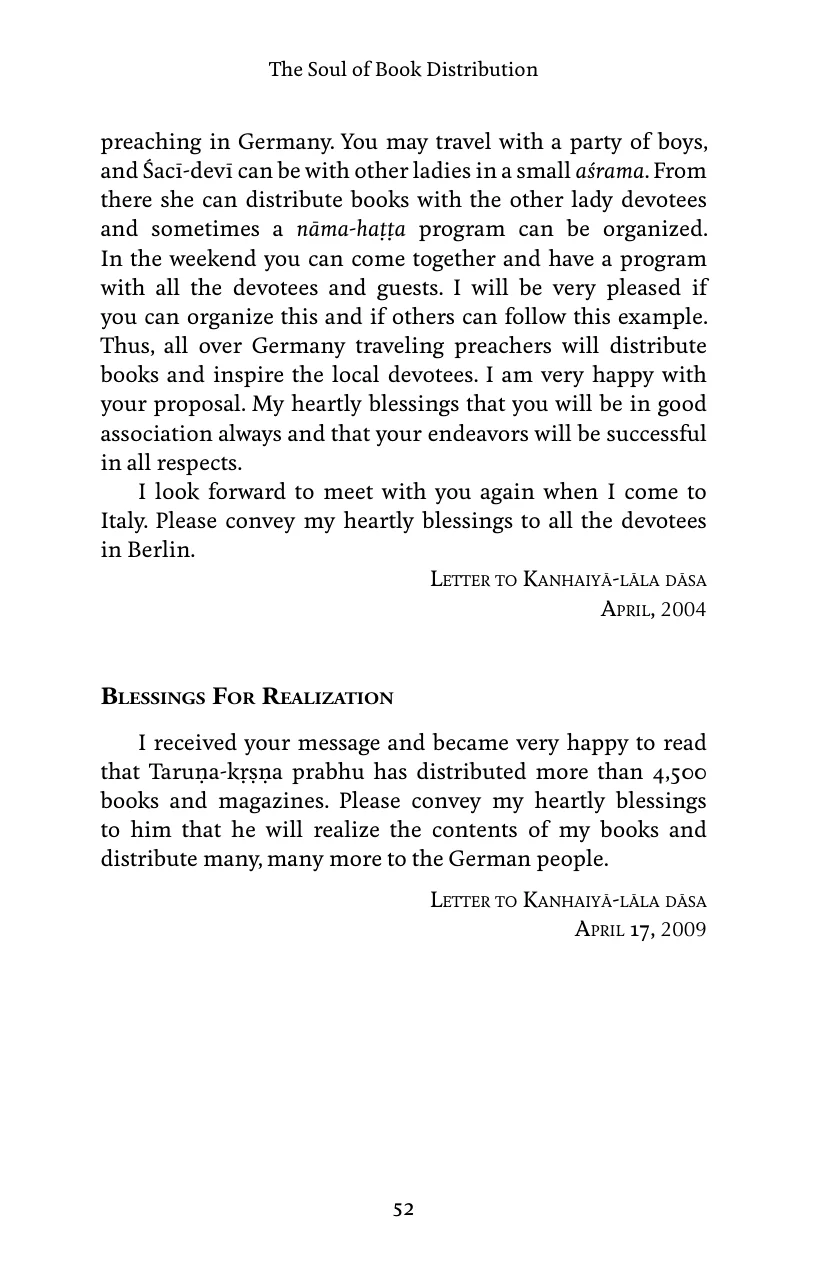 The Soul of Book Distribution
preaching in Germany. You may travel with a party of boys,
and Śacī-devī can be with other ladies in a small aśrama. From
there she can distribute books with the other lady devotees
and sometimes a nāma-haṭṭa program can be organized.
In the weekend you can come together and have a program
with all the devotees and guests. I will be very pleased if
you can organize this and if others can follow this example.
Thus, all over Germany traveling preachers will distribute
books and inspire the local devotees. I am very happy with
your proposal. My heartly blessings that you will be in good
association always and that your endeavors will be successful
in all respects.
I look forward to meet with you again when I come to
Italy. Please convey my heartly blessings to all the devotees
in Berlin.
Letter to Kanhaiyā-lāla dāsa
April, 2004
Blessings For Realization
I received your message and became very happy to read
that Taruṇa-kṛṣṇa prabhu has distributed more than 4,500
books and magazines. Please convey my heartly blessings
to him that he will realize the contents of my books and
distribute many, many more to the German people.
Letter to Kanhaiyā-lāla dāsa
April 17, 2009
52